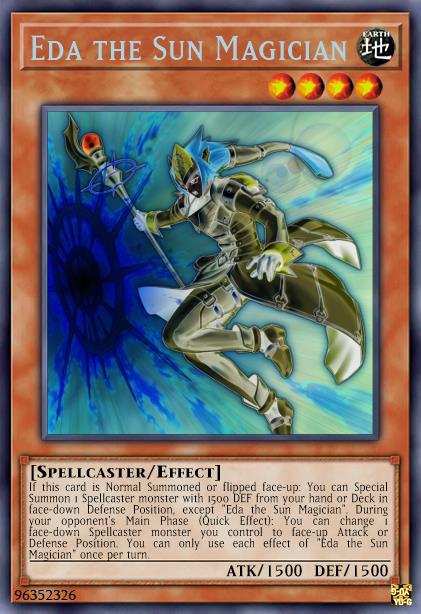 EDA THE SUN MAGICIAN
EARTH
地
[SPELLCASTER/EFFECT]
If this card is Normal Summoned or flipped face-up: You can Special
Summon 1 Spellcaster monster with 1500 DEF from your hand or Deck in
face-down Defense Position, except "Eda the Sun Magician". During
your opponent's Main Phase (Quick Effect): You can change 1
face-down Spellcaster monster you control to face-up Attack or
Defense Position. You can only use each effect of "Eda the Sun
Magician" once per turn.
ATK/1500 DEF/1500
96352326